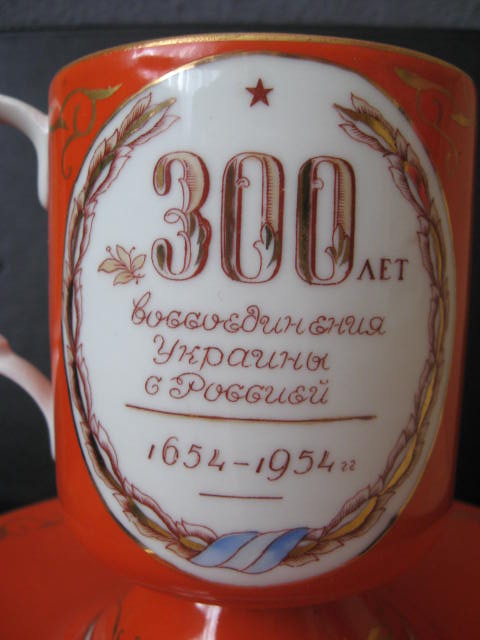 300 ЛЕТ
воссоединения
Украины
с Россией
1654-1954 гг